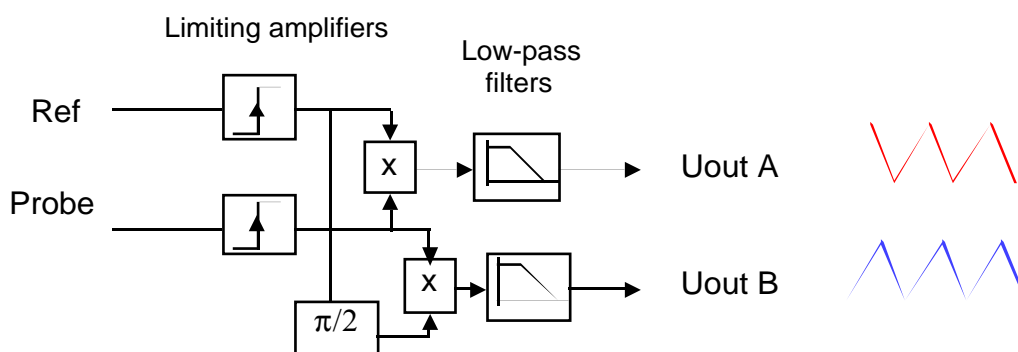 Limiting amplifiers
Low-pass
filters
Ref
x
Uout A
Probe
x
Uout B
π/2